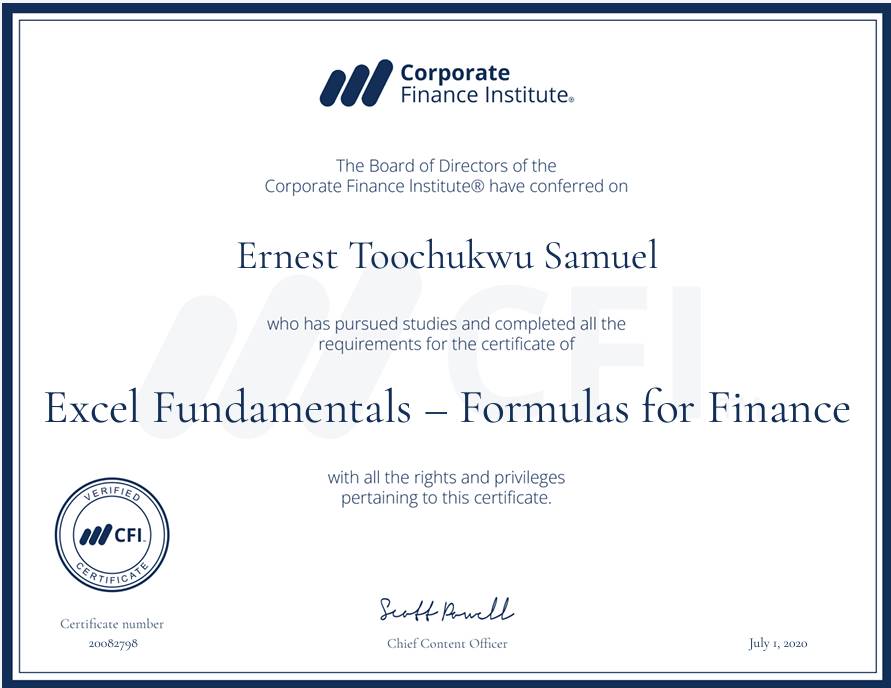 Corporate
Finance Institute®
The Board of Directors of the
Corporate Finance Institute® have conferred on
Ernest Toochukwu Samuel
CFI
who has pursued studies and completed all the
requirements for the certificate of
Excel Fundamentals – Formulas for Finance
with all the rights and privileges
pertaining to this certificate.
VERIFIED
CFI™
CERTIFICATE
Scott Powell
Certificate number
20082798
Chief Content Officer
July 1, 2020